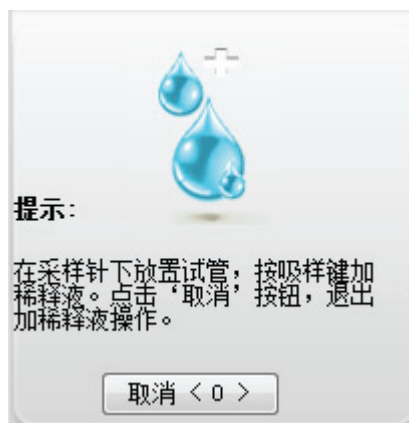 提示:
在采样针下放置试管，按吸样键加
稀释液。点击‘取消’按钮，退出
加稀释液操作。
取消 < 0 >